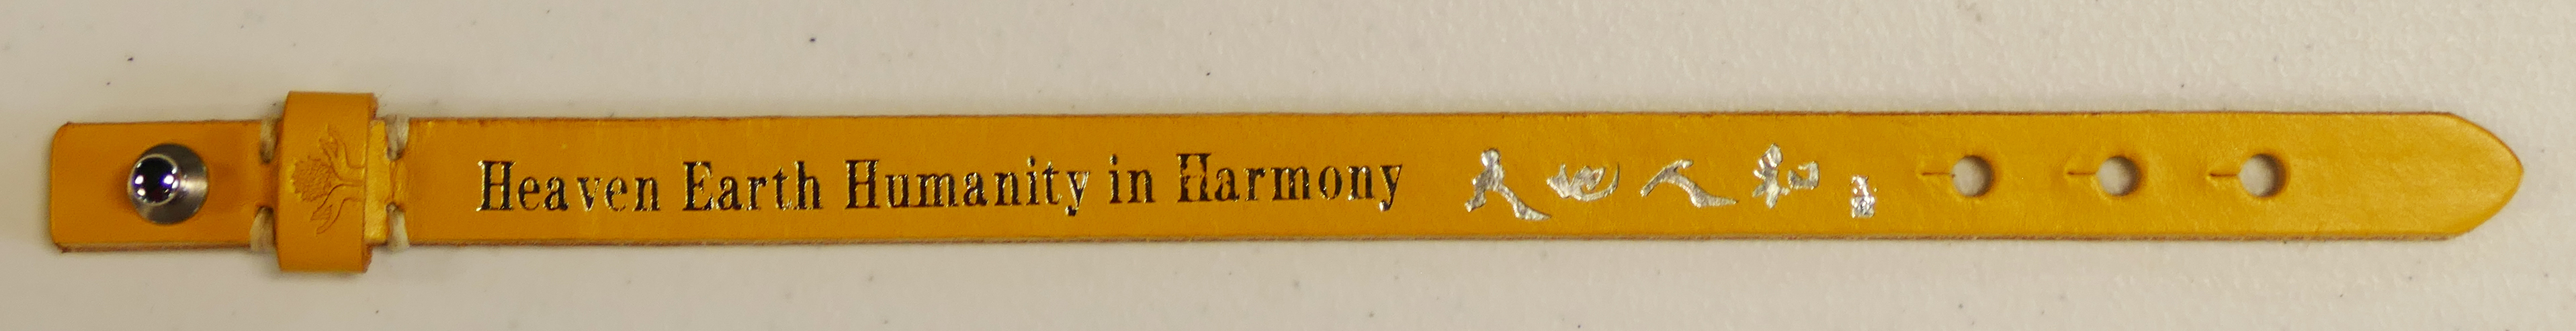 Heaven Earth Humanity in Harmony 天地人和